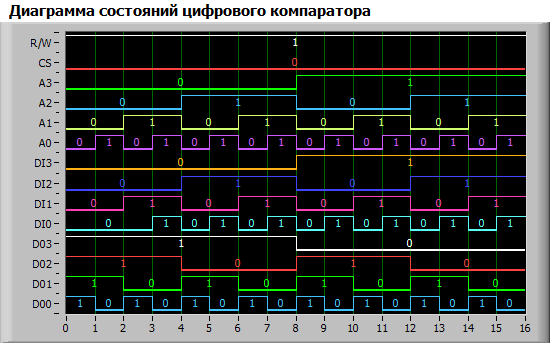 Диаграмма состояний цифрового компаратора
R/W 1
CS 0
A3 0 1
A2 0 1 0 1
A1 0 1 0 1 0 1 0 1
A0 0 1 0 1 0 1 0 1 0 1 0 1 0 1 0 1
DI3 0 1
DI2 0 1 0 1
DI1 0 1 0 1 0 1 0 1
DI0 0 1 0 1 0 1 0 1 0 1 0 1 0 1
D03 1 0
D02 1 0 1 0
D01 1 0 1 0 1 0 1 0
D00 1 0 1 0 1 0 1 0 1 0 1 0 1 0 1 0
0 1 2 3 4 5 6 7 8 9 10 11 12 13 14 15 16